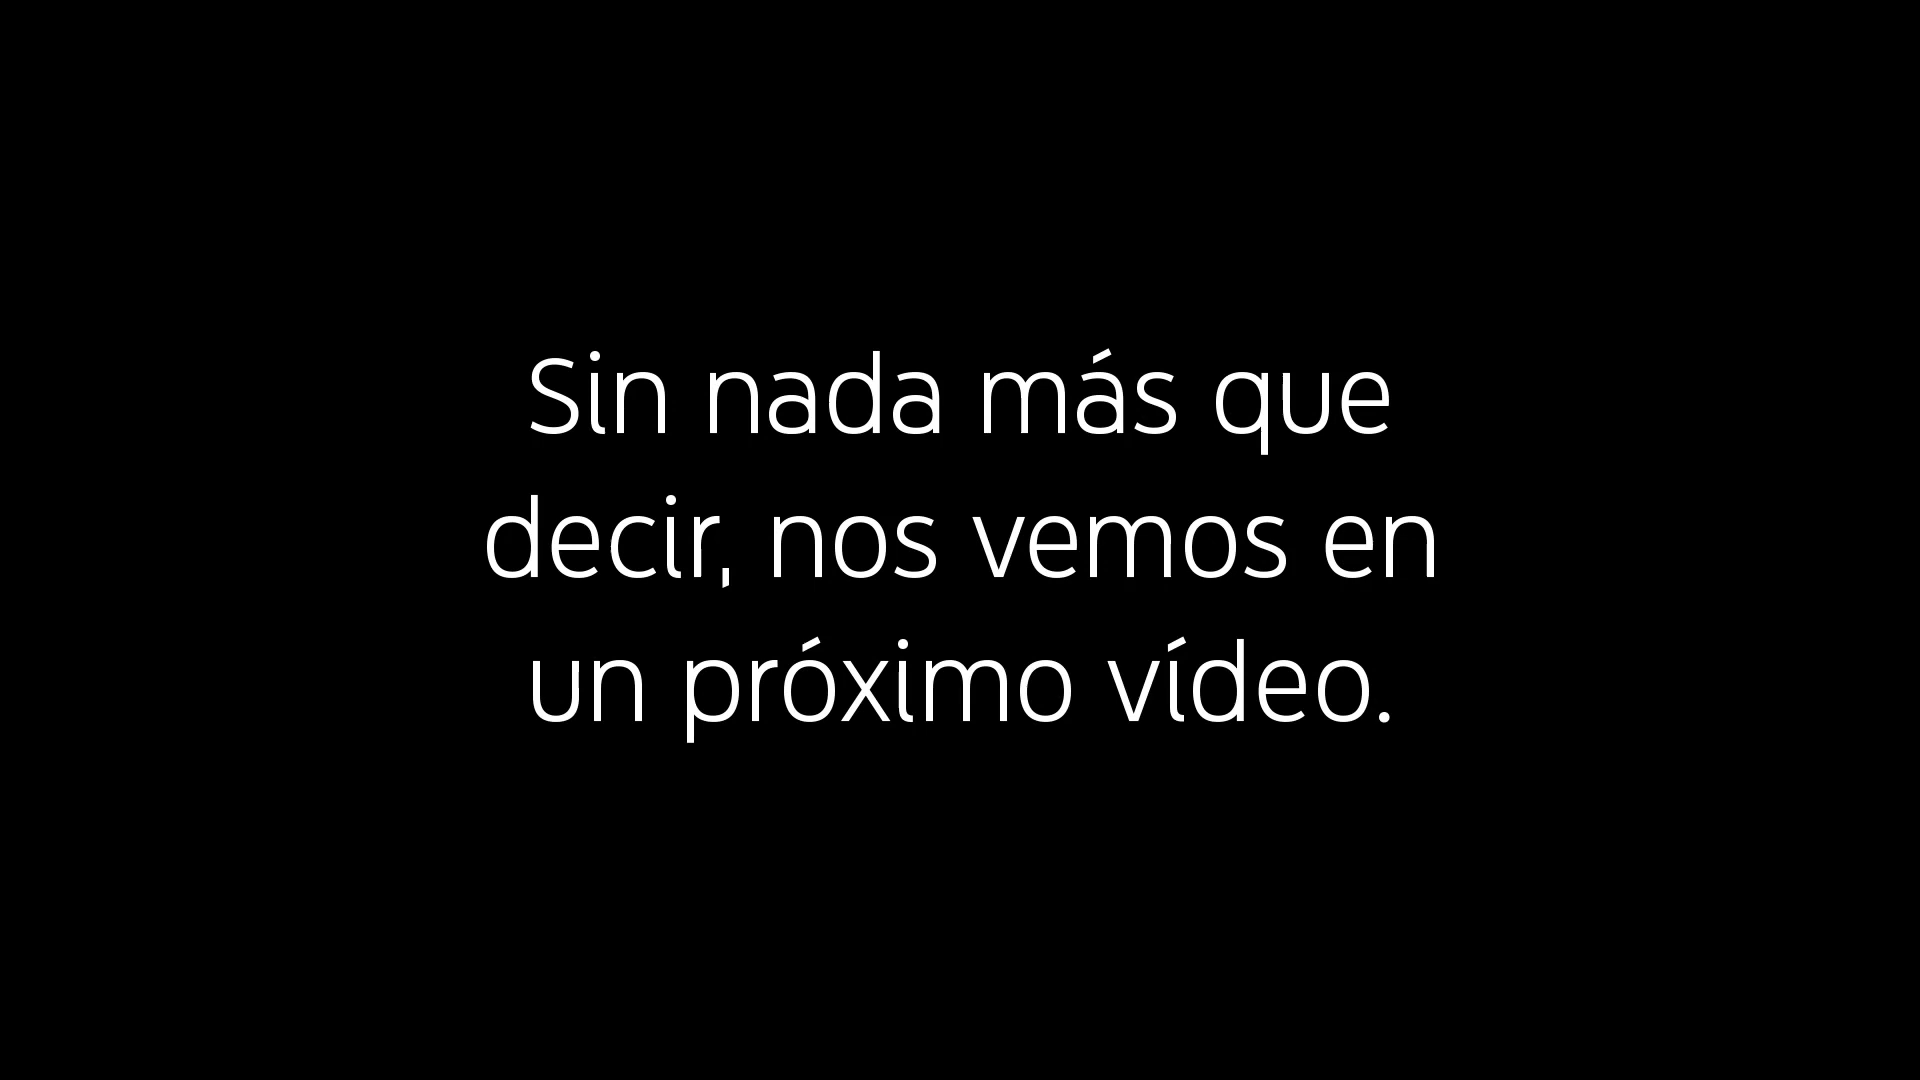 Sin nada más que
decir, nos vemos en
un próximo vídeo.